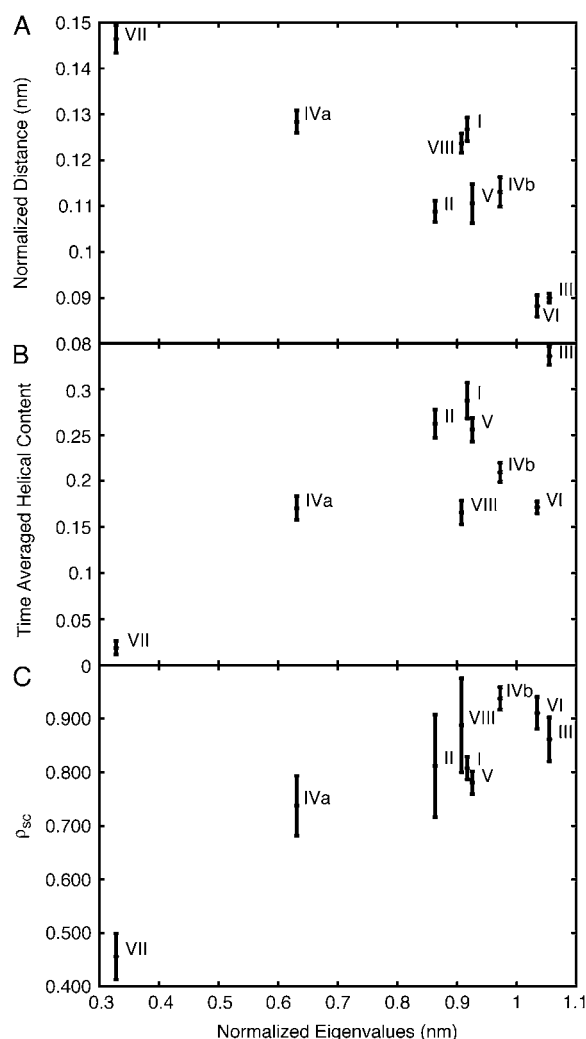 A
0.15
VII
0.14
IVa
I
0.13
VIII
0.12
II
V
IVb
0.11
0.1
0.09
III
VI
0.08
Normalized Distance (nm)
B
III
0.3
I
II
V
0.25
IVb
0.2
IVa
VIII
VI
0.15
0.1
0.05
VII
0
Time Averaged Helical Content
C
IVb
0.900
VIII
VI
III
0.800
II
I
V
IVa
0.700
0.600
0.500
VII
0.400
ρsc
0.3 0.4 0.5 0.6 0.7 0.8 0.9 1 1.1
Normalized Eigenvalues (nm)